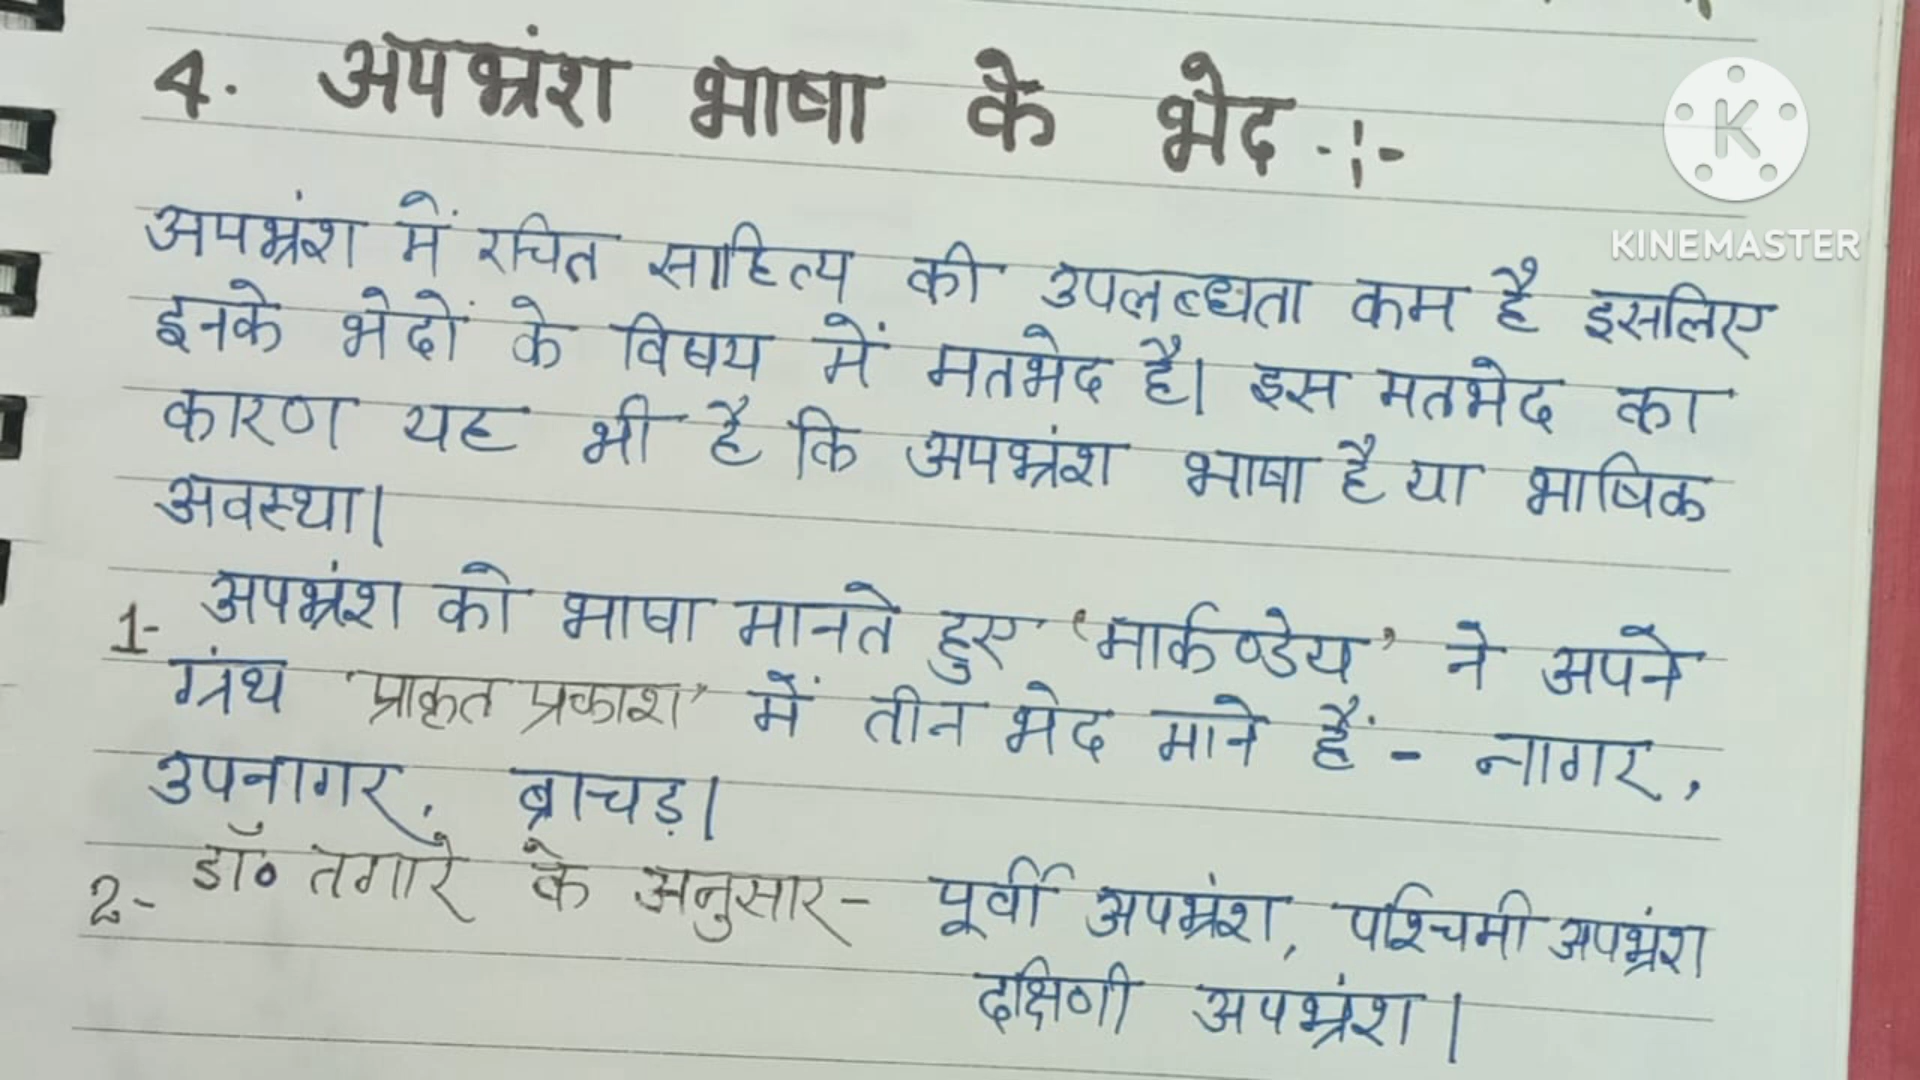 4. अपभ्रंश भाषा के भेद -:-
अपभ्रंश में रचित साहित्य की उपलब्धता कम है इसलिए
इनके भेदों के विषय में मतभेद है। इस मतभेद का
कारण यह भी है कि अपभ्रंश भाषा है या भाषिक
अवस्था।
1- अपभ्रंश को भाषा मानते हुए 'मार्कण्डेय' ने अपने
ग्रंथ 'प्राकृत प्रकाश' में तीन भेद माने हैं - नागर,
उपनागर, ब्राचड़।
2- डॉ० तगारे के अनुसार- पूर्वी अपभ्रंश, पश्चिमी अपभ्रंश
दक्षिणी अपभ्रंश।
K
KINEMASTER